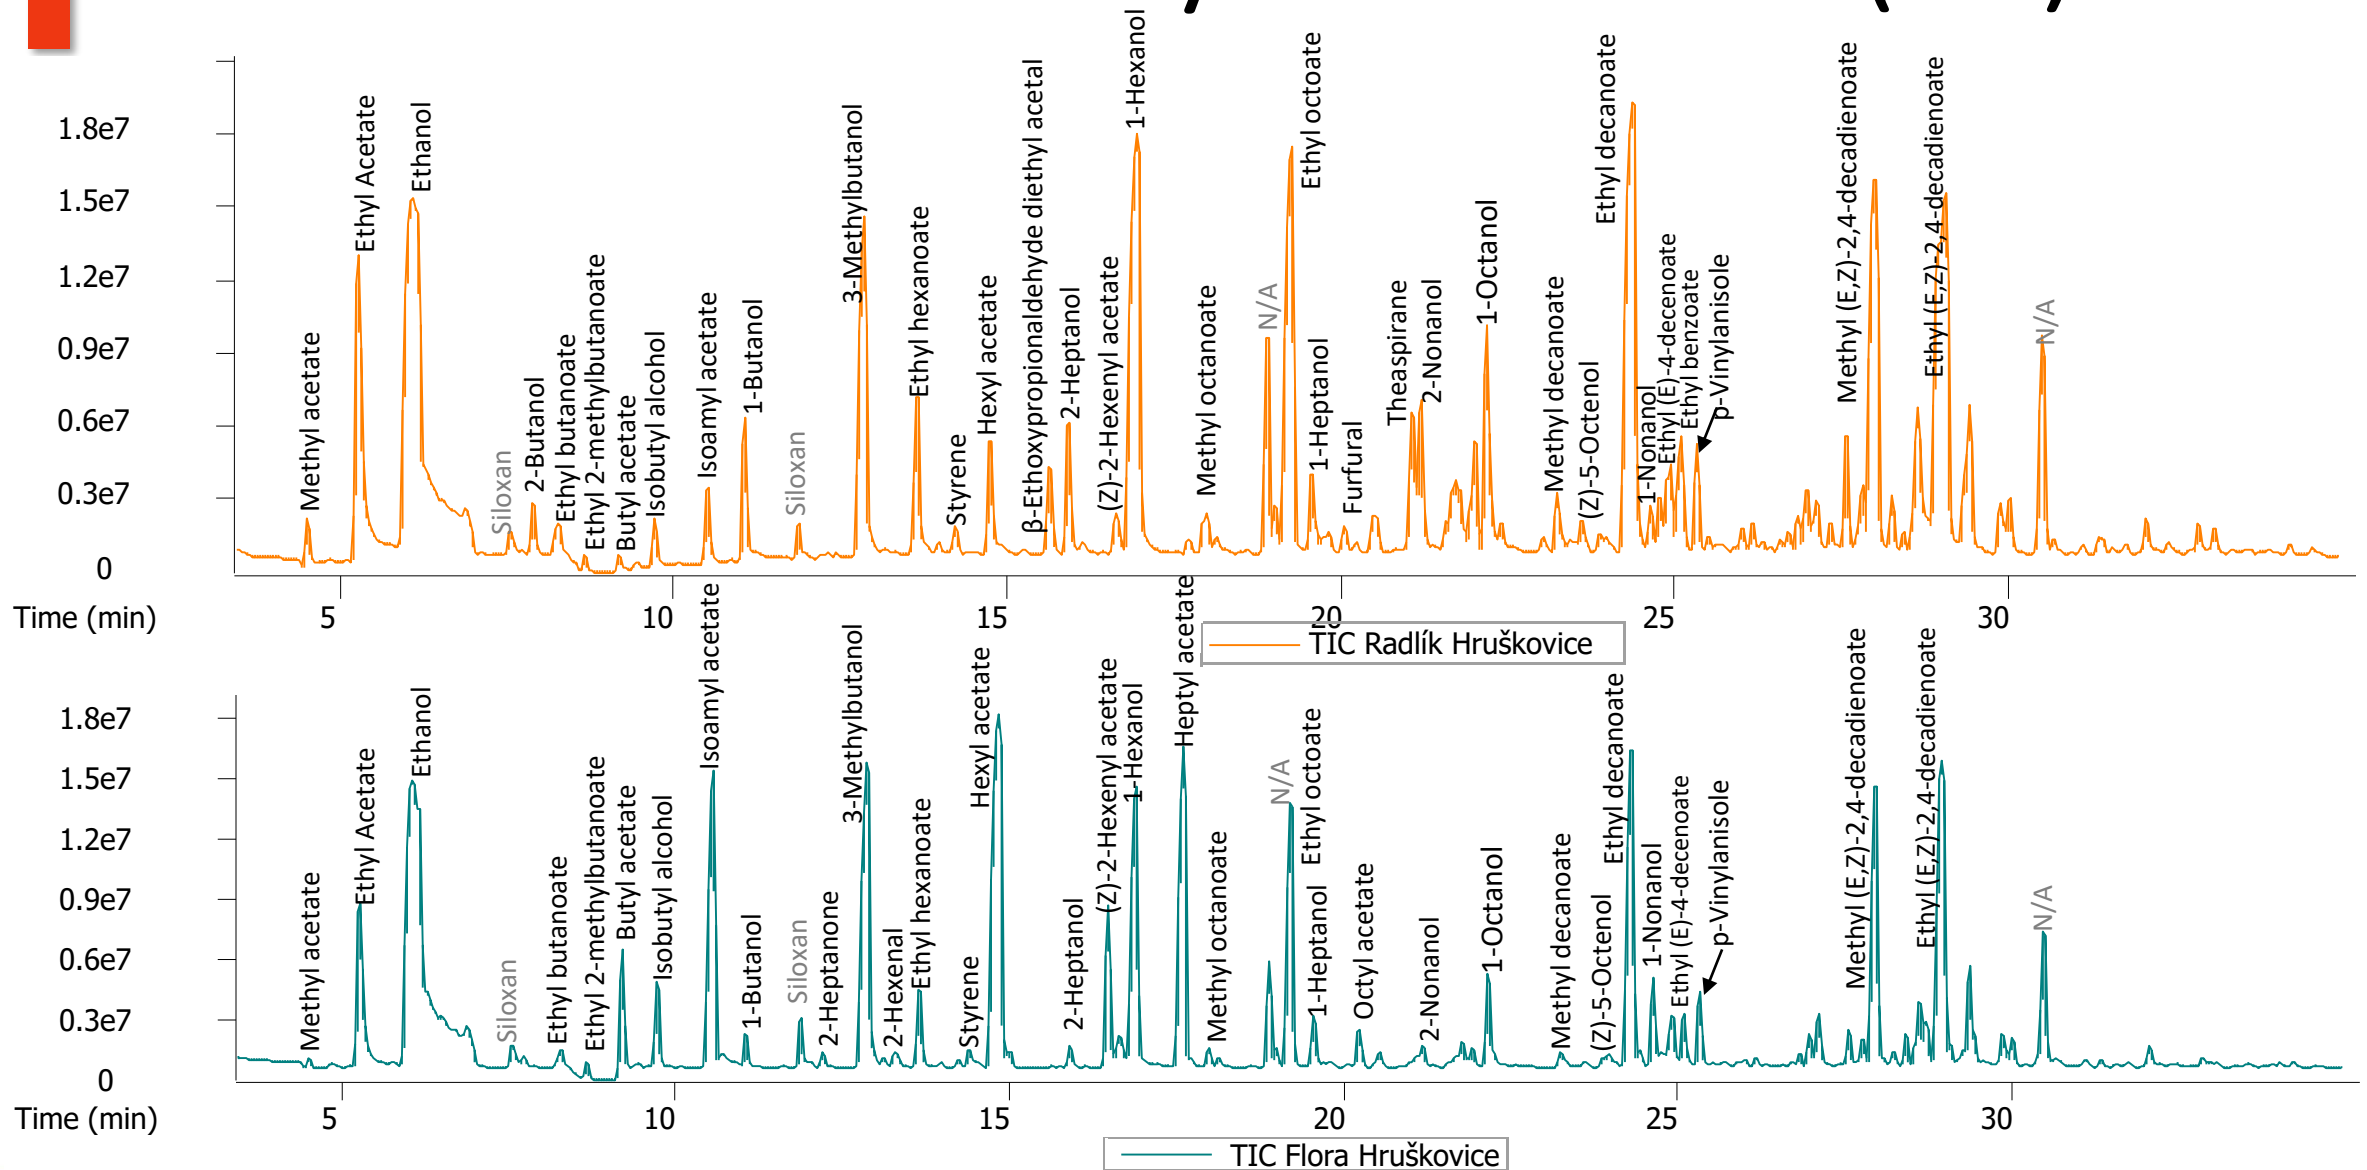 1.8e7
1.5e7
1.2e7
0.9e7
0.6e7
0.3e7
0
Methyl acetate
Ethyl Acetate
Ethanol
Siloxan
2-Butanol
Ethyl butanoate
Ethyl 2-methylbutanoate
Butyl acetate
Isobutyl alcohol
Isoamyl acetate
1-Butanol
Siloxan
3-Methylbutanol
Ethyl hexanoate
Styrene
Hexyl acetate
β-Ethoxypropionaldehyde diethyl acetal
2-Heptanol
(Z)-2-Hexenyl acetate
1-Hexanol
Methyl octanoate
N/A
Ethyl octoate
1-Heptanol
Furfural
Theaspirane
2-Nonanol
1-Octanol
Methyl decanoate
(Z)-5-Octenol
Ethyl decanoate
1-Nonanol
Ethyl (E)-4-decenoate
Ethyl benzoate
p-Vinylanisole
Methyl (E,Z)-2,4-decadienoate
Ethyl (E,Z)-2,4-decadienoate
N/A
Time (min)
5
10
15
20
25
30
TIC Radlík Hruškovice
1.8e7
1.5e7
1.2e7
0.9e7
0.6e7
0.3e7
0
Methyl acetate
Ethyl Acetate
Ethanol
Siloxan
Ethyl butanoate
Ethyl 2-methylbutanoate
Butyl acetate
Isobutyl alcohol
Isoamyl acetate
1-Butanol
Siloxan
2-Heptanone
3-Methylbutanol
2-Hexenal
Ethyl hexanoate
Styrene
Hexyl acetate
2-Heptanol
(Z)-2-Hexenyl acetate
1-Hexanol
Heptyl acetate
Methyl octanoate
N/A
Ethyl octoate
1-Heptanol
Octyl acetate
2-Nonanol
1-Octanol
Methyl decanoate
(Z)-5-Octenol
Ethyl decanoate
1-Nonanol
Ethyl (E)-4-decenoate
p-Vinylanisole
Methyl (E,Z)-2,4-decadienoate
Ethyl (E,Z)-2,4-decadienoate
N/A
Time (min)
5
10
15
20
25
30
TIC Flora Hruškovice